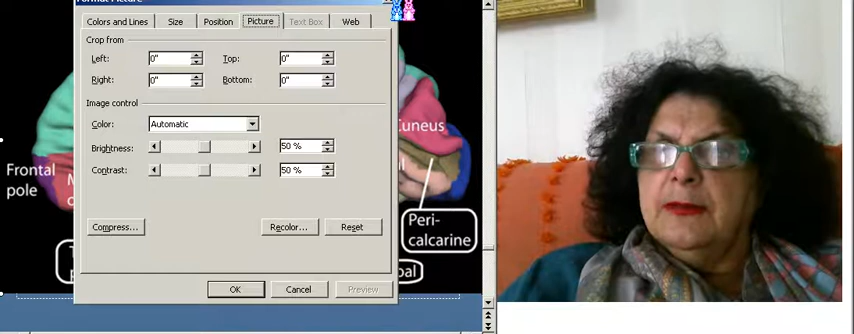 Format Picture
Colors and Lines Size Position Picture Text Box Web
Crop from
Left: 0" Top: 0"
Right: 0" Bottom: 0"
Image control
Color: Automatic
Brightness: 50 %
Contrast: 50 %
Compress... Recolor... Reset
OK Cancel Preview
Cuneus
Frontal
pole
Peri-
calcarine